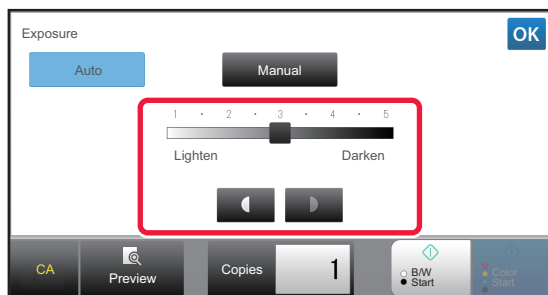 Exposure
OK
Auto
Manual
1 · 2 · 3 · 4 · 5
Lighten
Darken
CA
Preview
Copies
1
B/W
Start
Color
Start